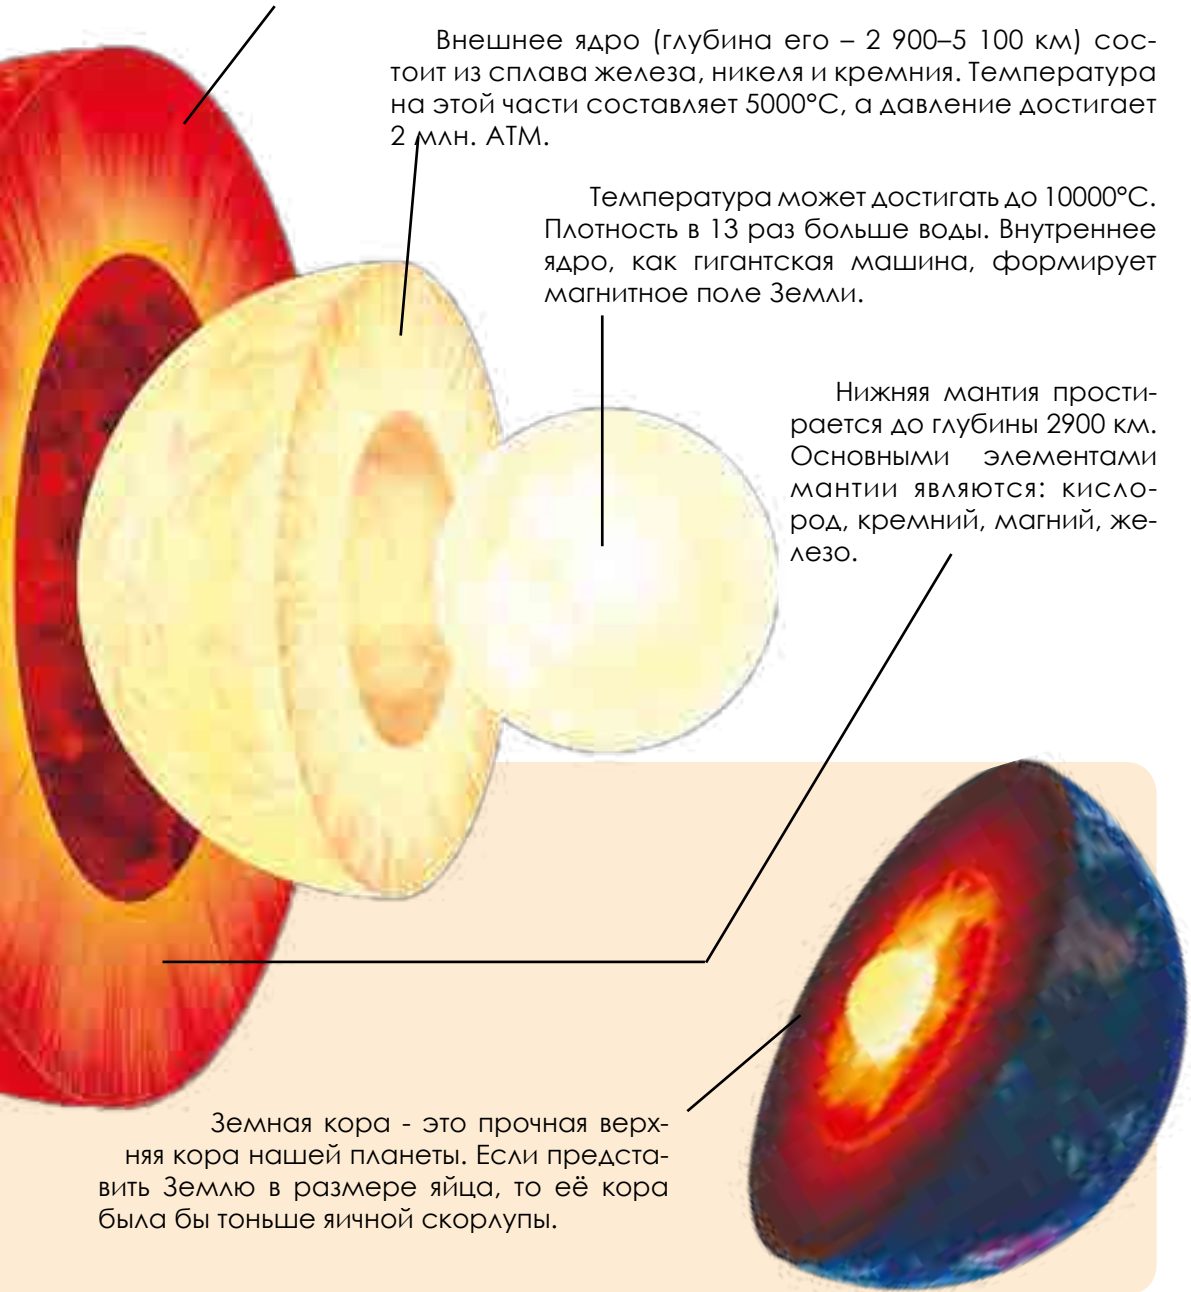 Внешнее ядро (глубина его – 2 900–5 100 км) сос-
тоит из сплава железа, никеля и кремния. Температура
на этой части составляет 5000°С, а давление достигает
2 млн. АТМ.
Температура может достигать до 10000°С.
Плотность в 13 раз больше воды. Внутреннее
ядро, как гигантская машина, формирует
магнитное поле Земли.
Нижняя мантия прости-
рается до глубины 2900 км.
Основными элементами
мантии являются: кисло-
род, кремний, магний, же-
лезо.
Земная кора - это прочная верх-
няя кора нашей планеты. Если предста-
вить Землю в размере яйца, то её кора
была бы тоньше яичной скорлупы.